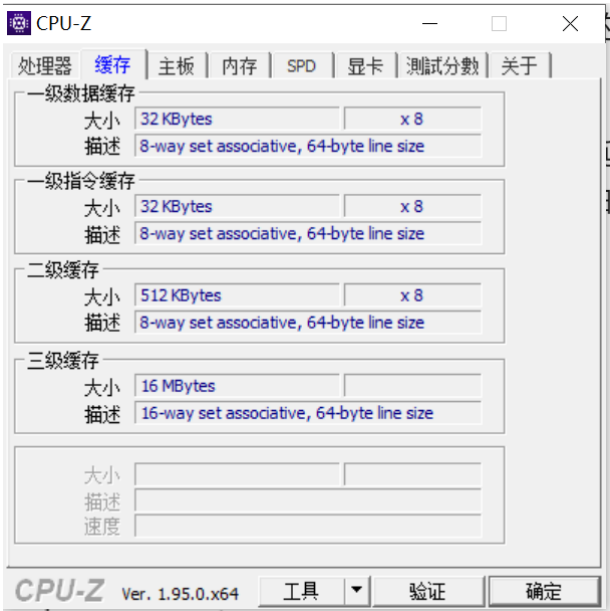 CPU-Z
处理器 缓存 主板 内存 SPD 显卡 測試分數 关于
一级数据缓存
大小 32 KBytes x 8
描述 8-way set associative, 64-byte line size
一级指令缓存
大小 32 KBytes x 8
描述 8-way set associative, 64-byte line size
二级缓存
大小 512 KBytes x 8
描述 8-way set associative, 64-byte line size
三级缓存
大小 16 MBytes
描述 16-way set associative, 64-byte line size
大小
描述
速度
CPU-Z Ver. 1.95.0.x64 工具 验证 确定